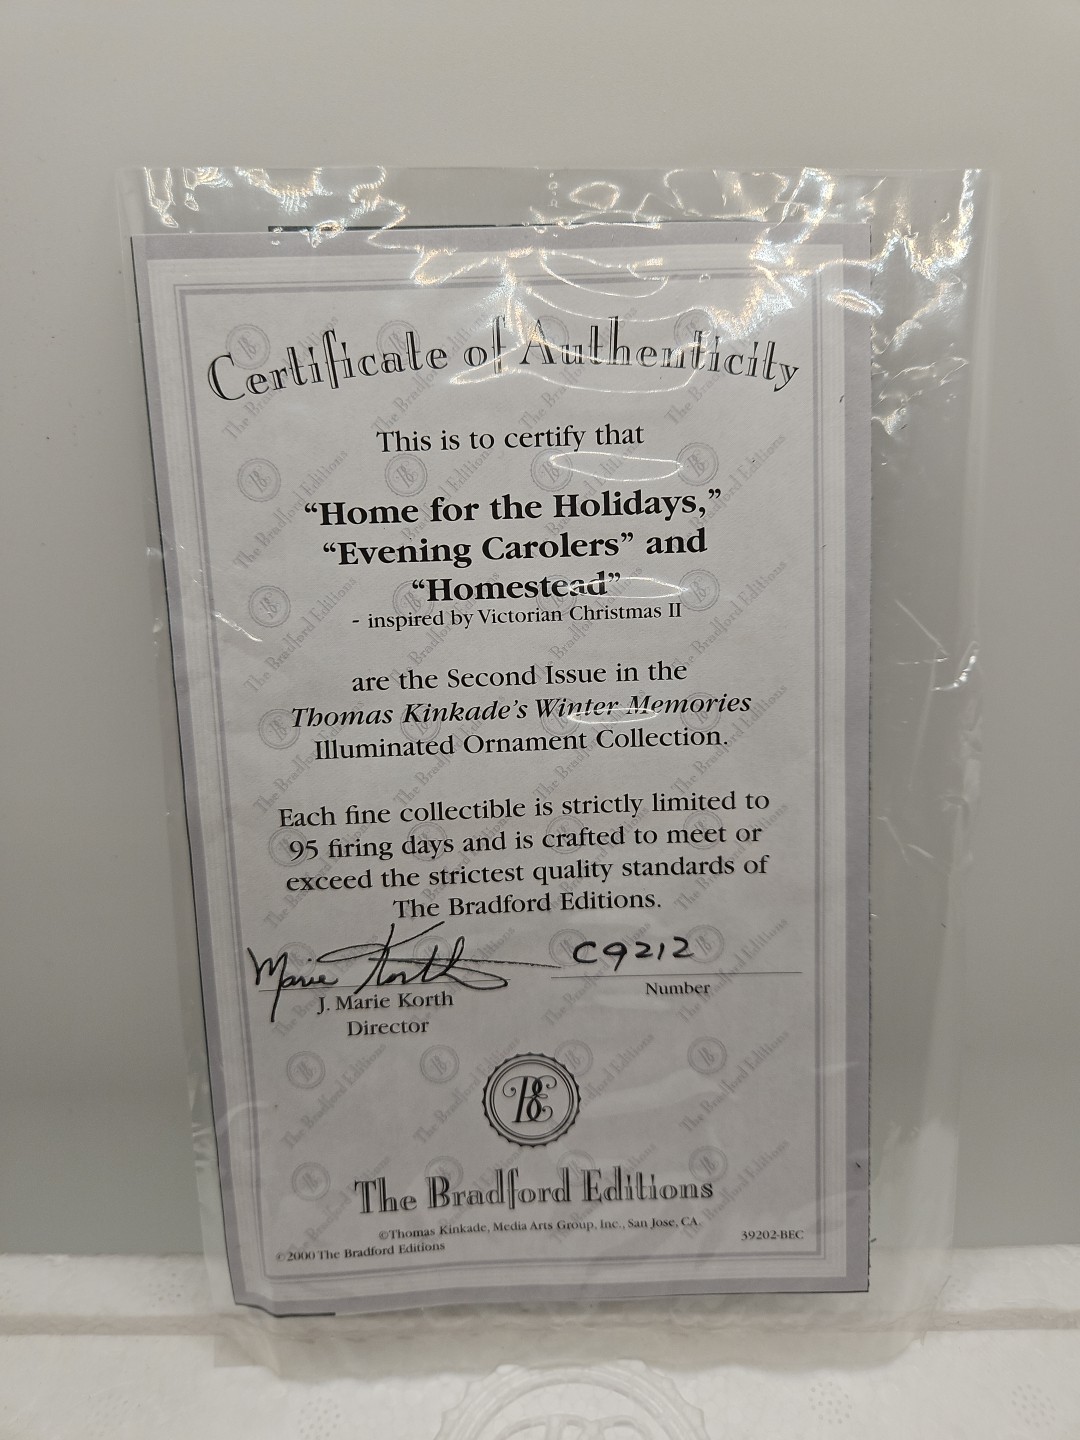 Certificate of Authenticity
This is to certify that
“Home for the Holidays,”
“Evening Carolers” and
“Homestead”
- inspired by Victorian Christmas II
are the Second Issue in the
Thomas Kinkade's Winter Memories
Illuminated Ornament Collection.
Each fine collectible is strictly limited to
95 firing days and is crafted to meet or
exceed the strictest quality standards of
The Bradford Editions.
Marie Korth
C9212
J. Marie Korth
Number
Director
BE
The Bradford Editions
©Thomas Kinkade, Media Arts Group, Inc., San Jose, CA.
©2000 The Bradford Editions
39202-BEC